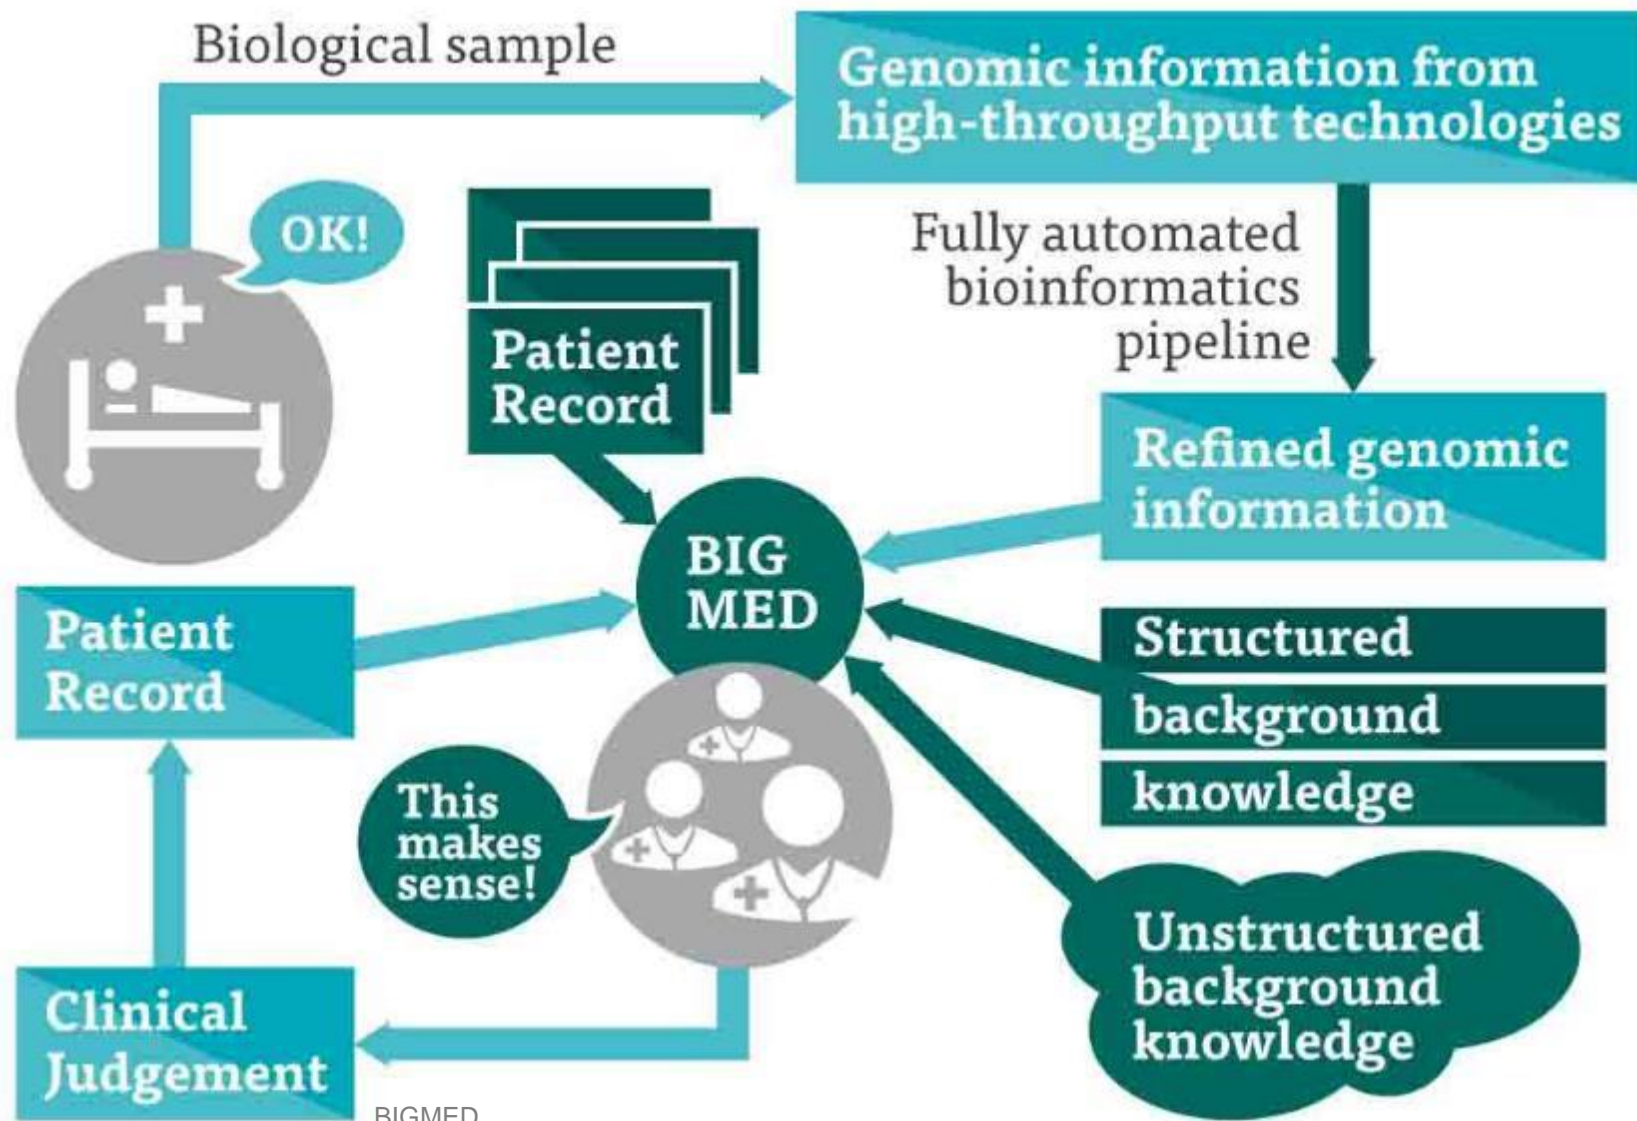 Biological sample
Genomic information from
high-throughput technologies
OK!
Fully automated
bioinformatics
pipeline
Patient
Record
Refined genomic
information
BIG
MED
Patient
Record
Structured
background
knowledge
This
makes
sense!
Unstructured
background
knowledge
Clinical
Judgement
BIGMED